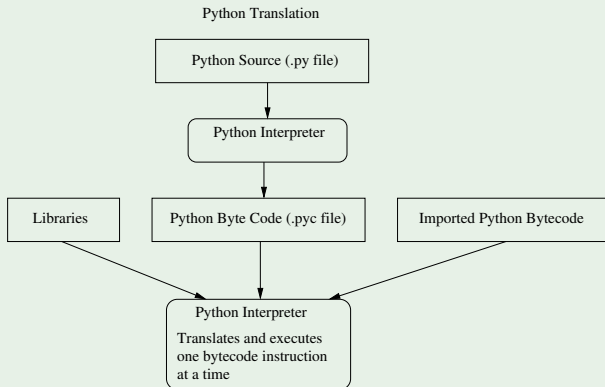 Python Translation
Python Source (.py file)
Python Interpreter
Libraries
Python Byte Code (.pyc file)
Imported Python Bytecode
Python Interpreter
Translates and executes
one bytecode instruction
at a time